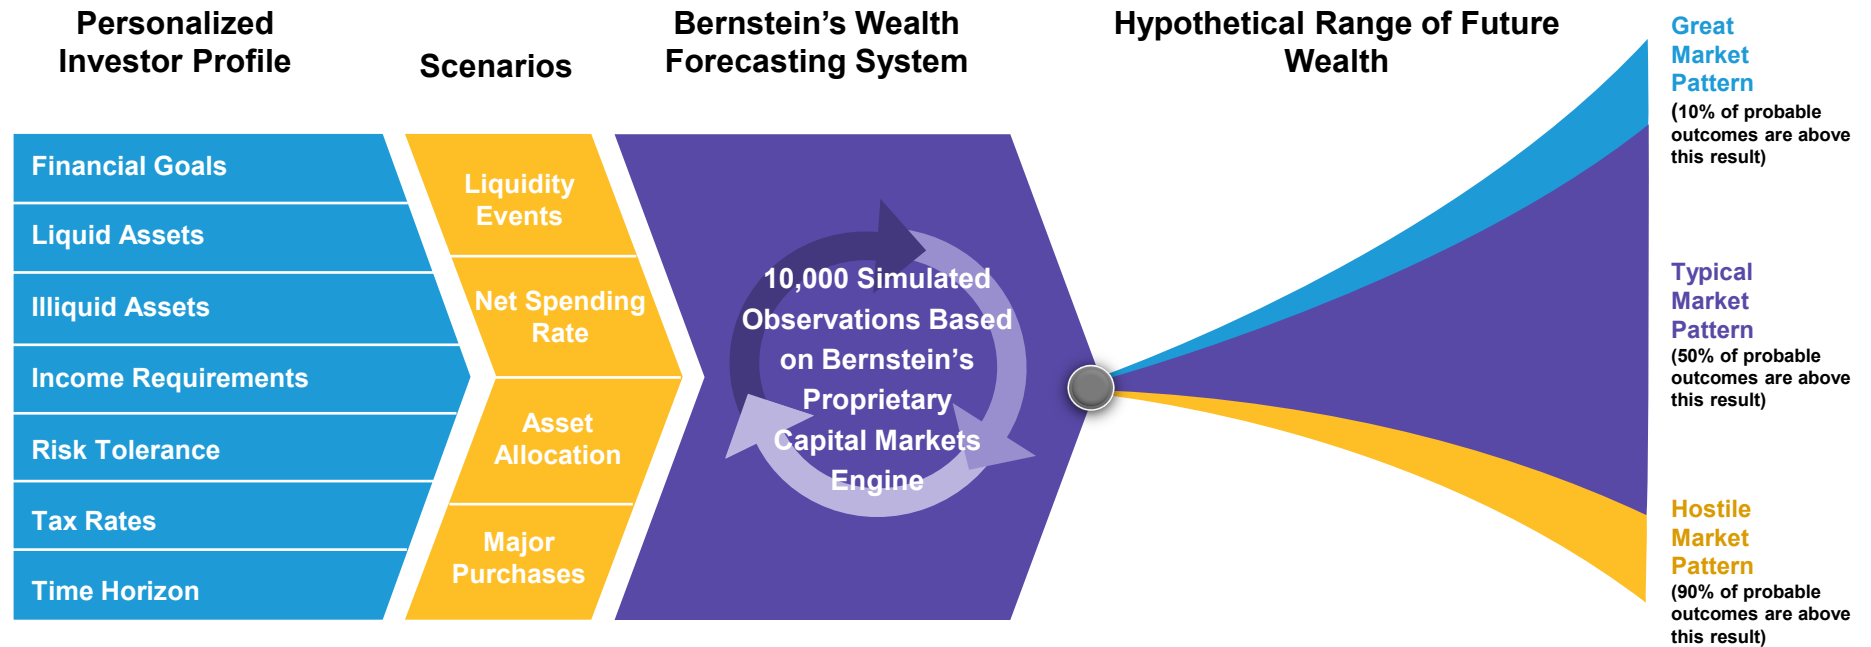 Personalized
Investor Profile
Scenarios
Bernstein’s Wealth
Forecasting System
Hypothetical Range of Future
Wealth
Financial Goals
Liquid Assets
Illiquid Assets
Income Requirements
Risk Tolerance
Tax Rates
Time Horizon
Liquidity
Events
Net Spending
Rate
Asset
Allocation
Major
Purchases
10,000 Simulated
Observations Based
on Bernstein’s
Proprietary
Capital Markets
Engine
Great
Market
Pattern
(10% of probable
outcomes are above
this result)
Typical
Market
Pattern
(50% of probable
outcomes are above
this result)
Hostile
Market
Pattern
(90% of probable
outcomes are above
this result)